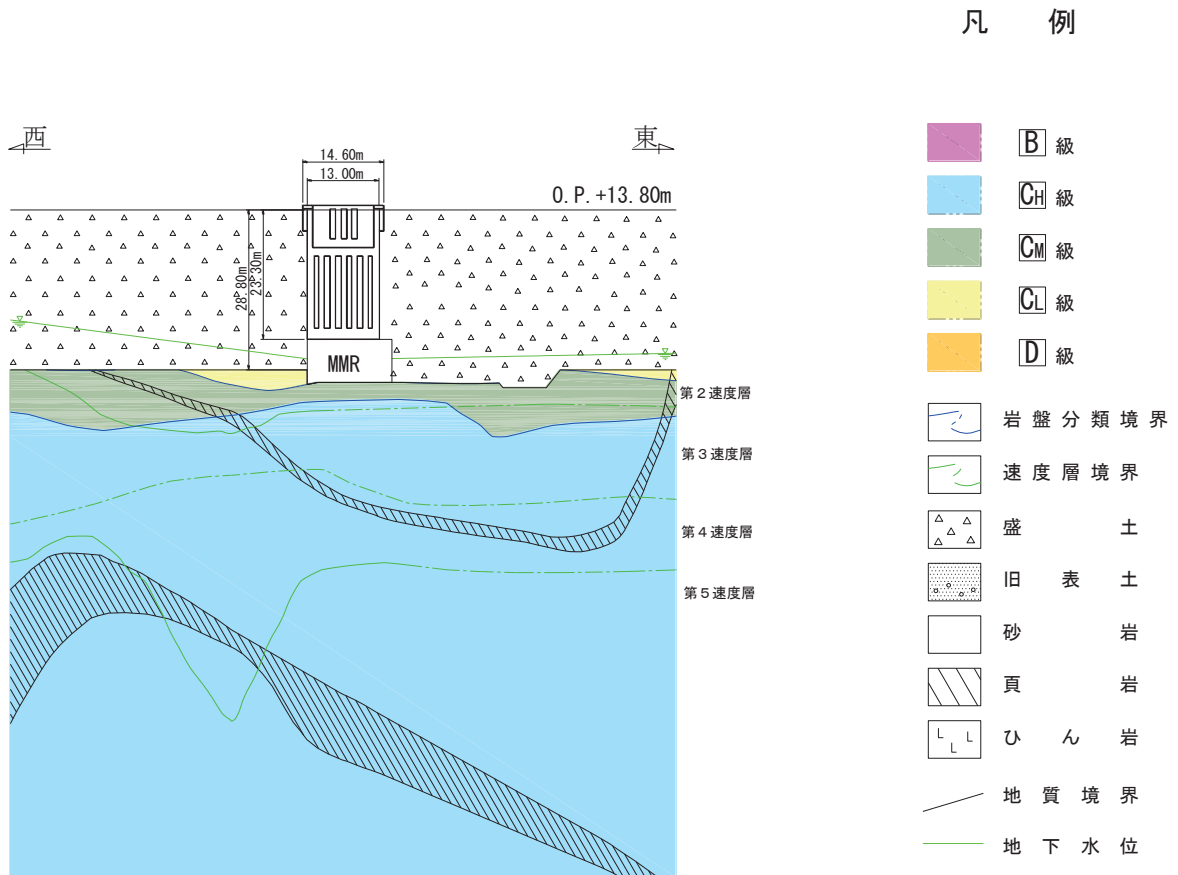 凡 例
西
東
14.60m
13.00m
O.P.+13.80m
28.80m
23.30m
MMR
第2速度層
第3速度層
第4速度層
第5速度層
B 級
CH 級
CM 級
CL 級
D 級
岩盤分類境界
速度層境界
盛土
旧表土
砂岩
頁岩
ひん岩
地質境界
地下水位